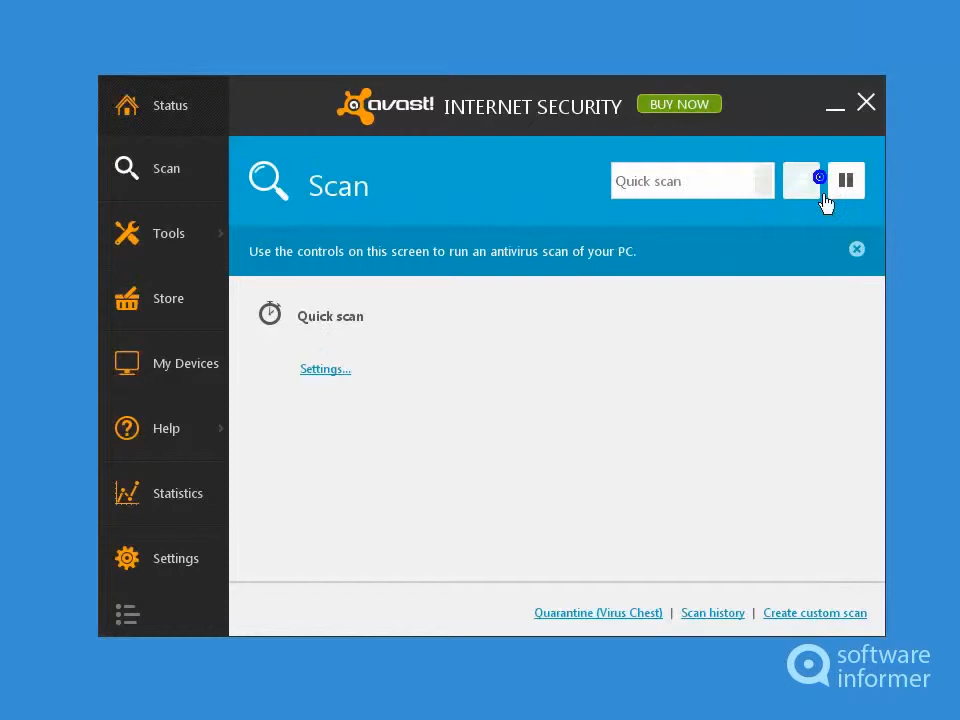 Status
avast! INTERNET SECURITY BUY NOW
Scan
Scan
Quick scan
Tools
Use the controls on this screen to run an antivirus scan of your PC.
Store
Quick scan
Settings...
My Devices
Help
Statistics
Settings
Quarantine (Virus Chest) | Scan history | Create custom scan
software
informer